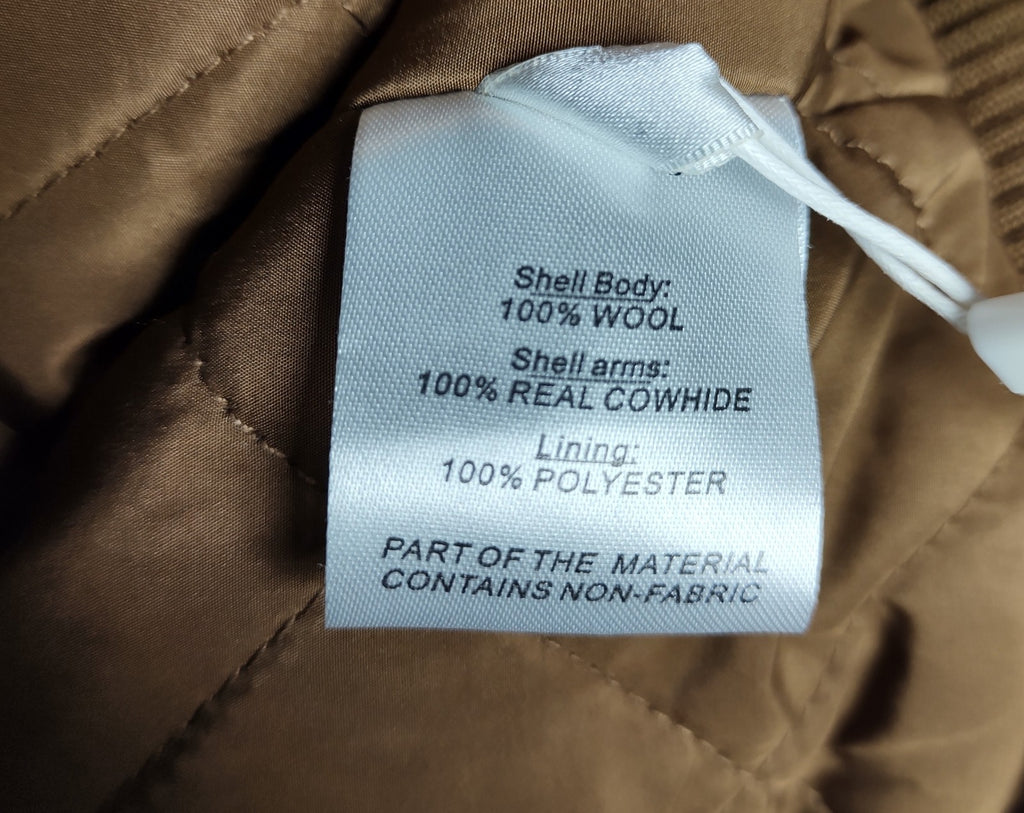 Shell Body:
100% WOOL
Shell arms:
100% REAL COWHIDE
Lining:
100% POLYESTER
PART OF THE MATERIAL
CONTAINS NON-FABRIC